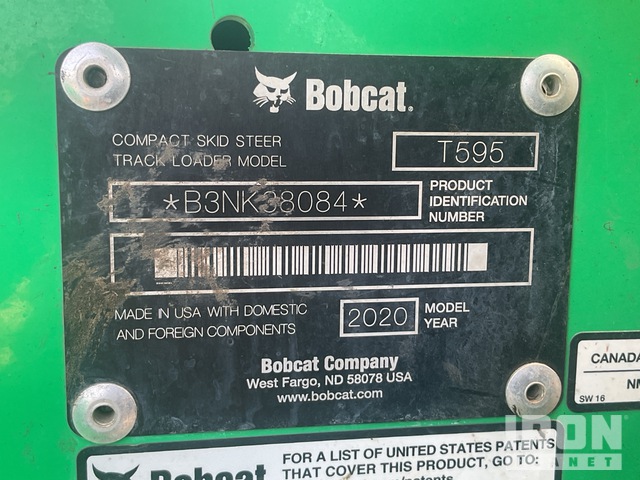 Bobcat.
COMPACT SKID STEER
TRACK LOADER MODEL
T595
*B3NK38084*
PRODUCT
IDENTIFICATION
NUMBER
MADE IN USA WITH DOMESTIC
AND FOREIGN COMPONENTS
2020
MODEL
YEAR
Bobcat Company
West Fargo, ND 58078 USA
www.bobcat.com
CANADA
NM
SW 16
Bobcat
FOR A LIST OF UNITED STATES PATENTS
THAT COVER THIS PRODUCT, GO TO:
IRON
PLANET